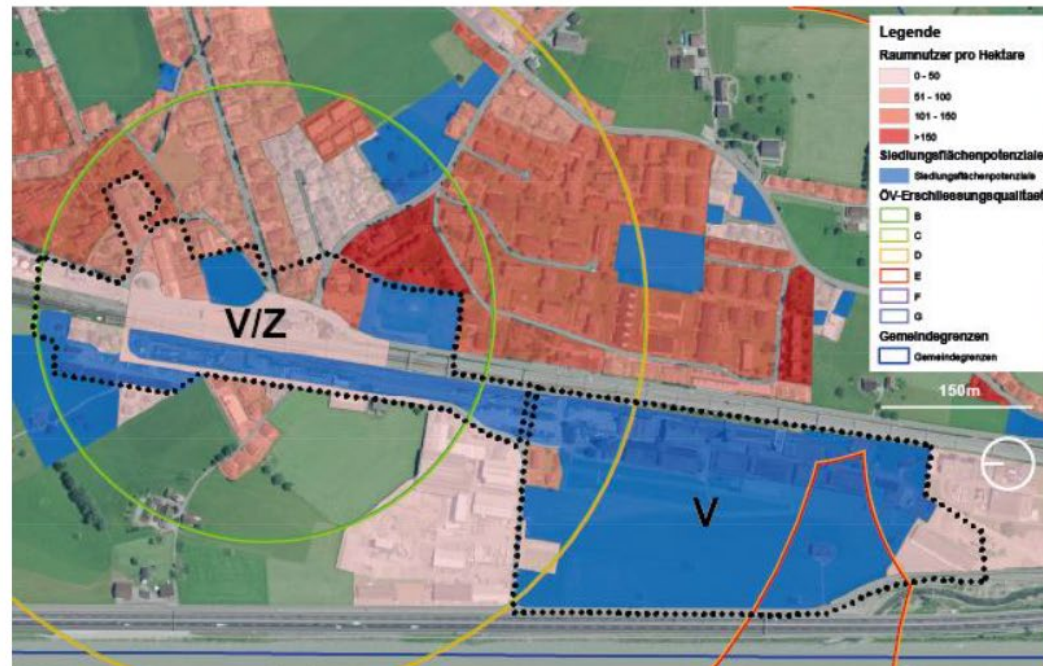 Legende
Raumnutzer pro Hektare
0 - 50
51 - 100
101 - 150
>150
Siedlungsflächenpotenziale
Siedlungsflächenpotenziale
ÖV-Erschliessungsqualitaet
B
C
D
E
F
G
Gemeindegrenzen
Gemeindegrenzen
150m
V/Z
V